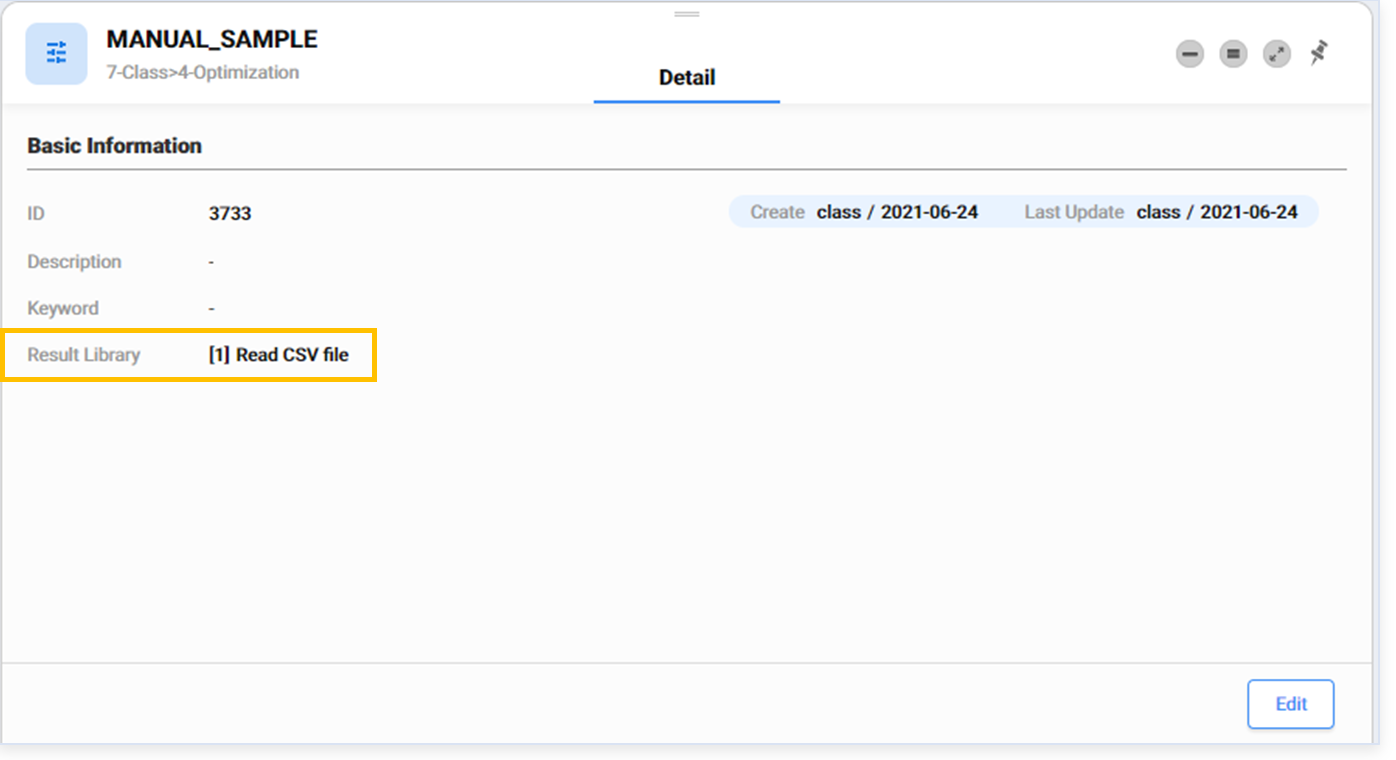 MANUAL_SAMPLE
7-Class>4-Optimization
Detail
Basic Information
ID 3733 Create class / 2021-06-24 Last Update class / 2021-06-24
Description -
Keyword -
Result Library [1] Read CSV file
Edit